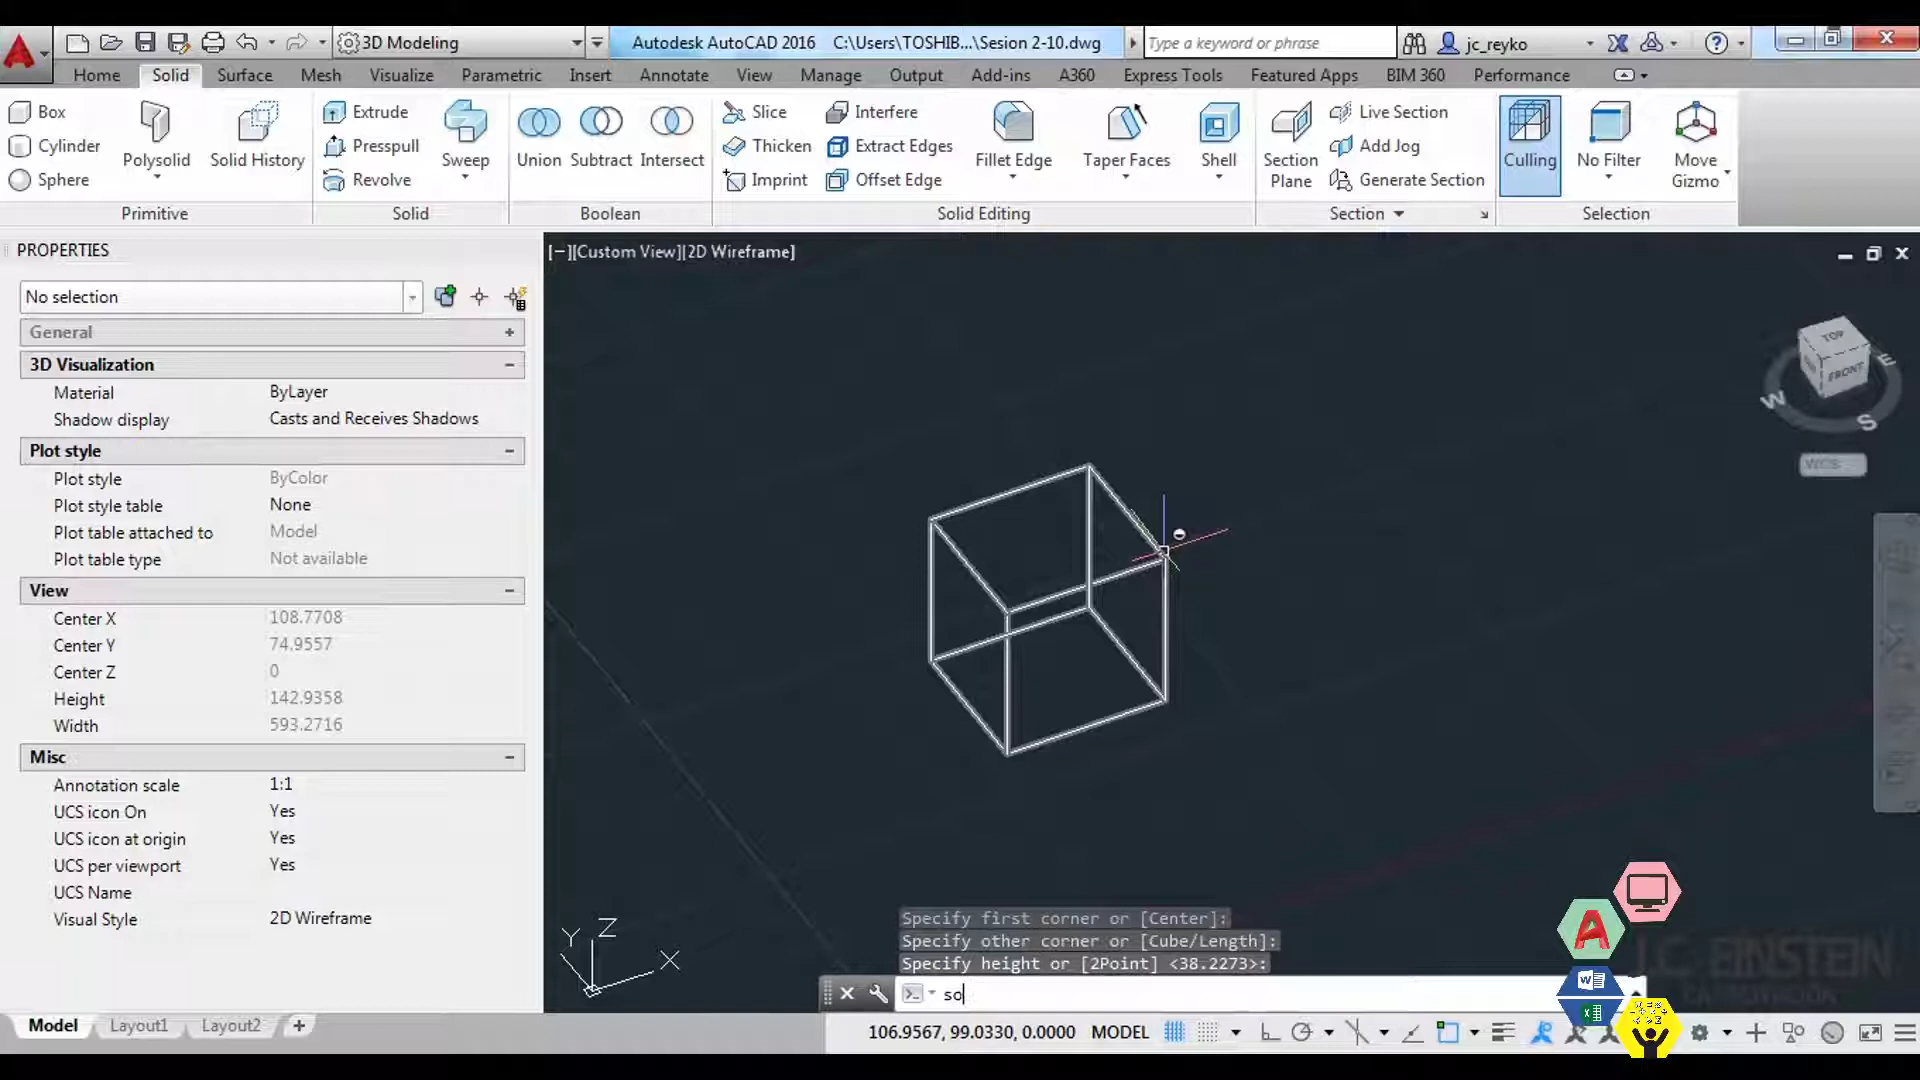 3D Modeling
Autodesk AutoCAD 2016 C:\Users\TOSHIB...\Sesion 2-10.dwg
Type a keyword or phrase
jc_reyko
Home Solid Surface Mesh Visualize Parametric Insert Annotate View Manage Output Add-ins A360 Express Tools Featured Apps BIM 360 Performance
Box
Cylinder
Sphere
Polysolid
Solid History
Extrude
Presspull
Revolve
Sweep
Union
Subtract
Intersect
Slice
Thicken
Imprint
Interfere
Extract Edges
Offset Edge
Fillet Edge
Taper Faces
Shell
Section
Plane
Live Section
Add Jog
Generate Section
Culling
No Filter
Move
Gizmo
Primitive Solid Boolean Solid Editing Section Selection
PROPERTIES
No selection
General
3D Visualization
Material ByLayer
Shadow display Casts and Receives Shadows
Plot style
Plot style ByColor
Plot style table None
Plot table attached to Model
Plot table type Not available
View
Center X 108.7708
Center Y 74.9557
Center Z 0
Height 142.9358
Width 593.2716
Misc
Annotation scale 1:1
UCS icon On Yes
UCS icon at origin Yes
UCS per viewport Yes
UCS Name
Visual Style 2D Wireframe
[−][Custom View][2D Wireframe]
TOP
FRONT
W
S
E
WCS
Y
Z
X
Specify first corner or [Center]:
Specify other corner or [Cube/Length]:
Specify height or [2Point] <38.2273>:
so
J.C. EINSTEIN
CAPACITACION
Model Layout1 Layout2 +
106.9567, 99.0330, 0.0000 MODEL